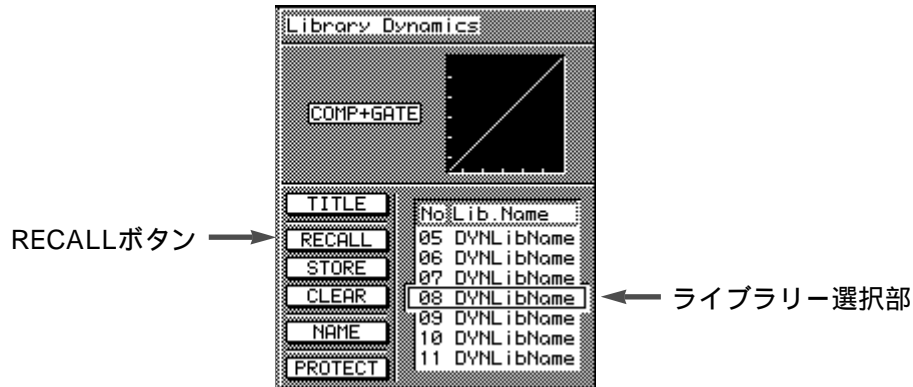 Library Dynamics
COMP+GATE
TITLE
RECALL
STORE
CLEAR
NAME
PROTECT
No Lib.Name
05 DYNLibName
06 DYNLibName
07 DYNLibName
08 DYNLibName
09 DYNLibName
10 DYNLibName
11 DYNLibName
RECALLボタン
ライブラリー選択部